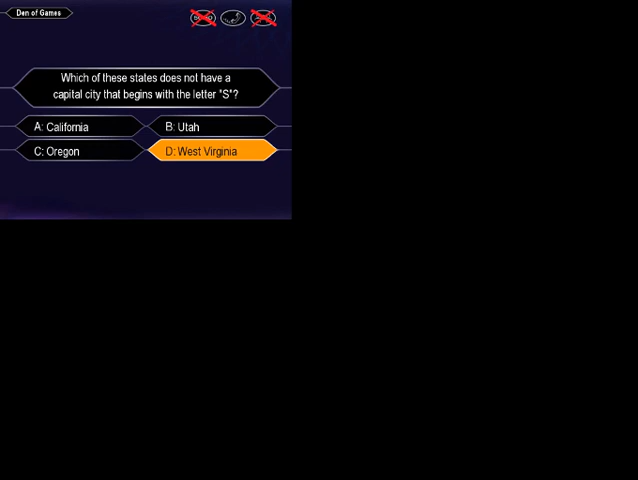 Den of Games
Which of these states does not have a
capital city that begins with the letter "S"?
A: California
B: Utah
C: Oregon
D: West Virginia